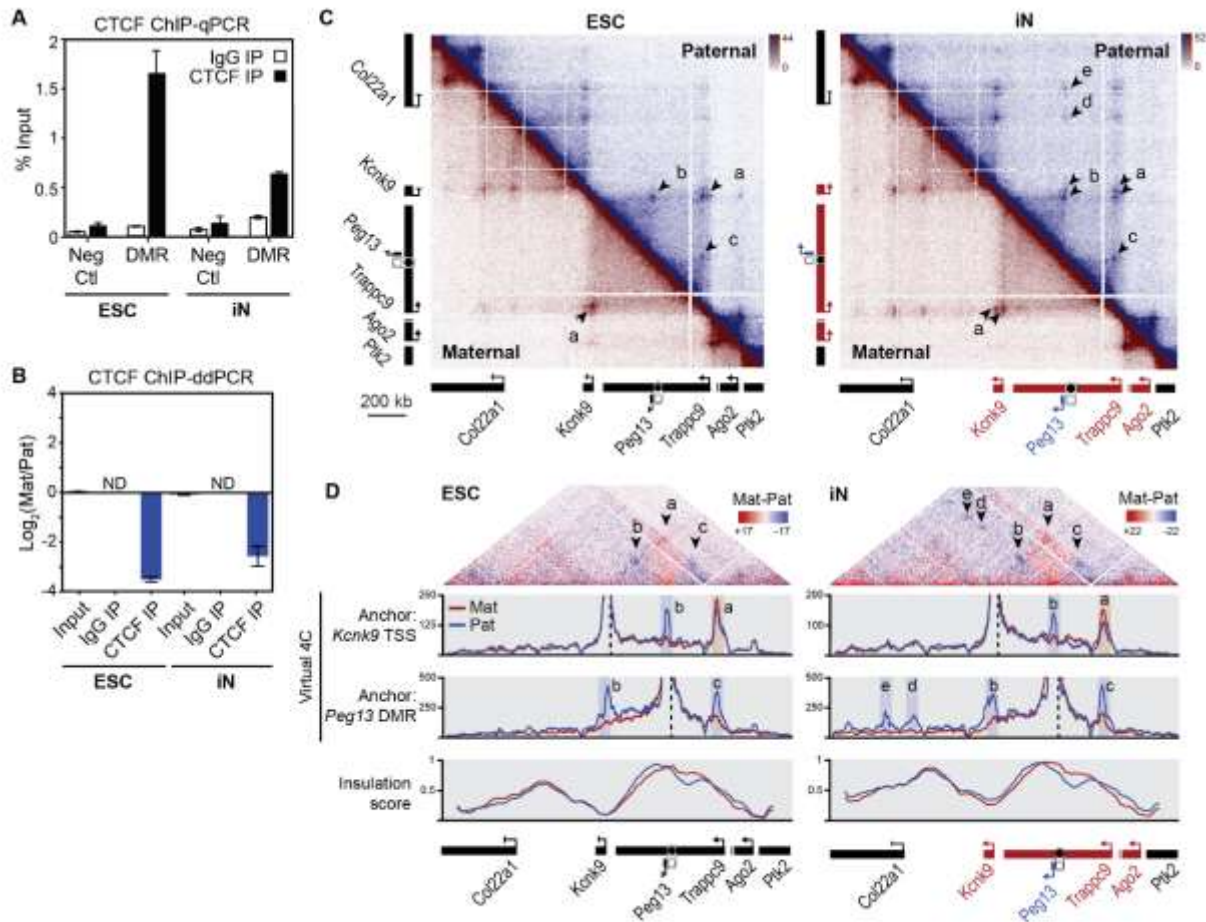 A
CTCF ChIP-qPCR
IgG IP
CTCF IP
% Input
2
1.5
1
0.5
0
Neg Ctl
DMR
Neg Ctl
DMR
ESC
iN
B
CTCF ChIP-ddPCR
Log2(Mat/Pat)
4
2
0
-2
-4
ND
ND
Input
IgG IP
CTCF IP
Input
IgG IP
CTCF IP
ESC
iN
C
ESC
Paternal
Maternal
44
0
Col22a1
Kcnk9
Peg13
Trappc9
Ago2
Ptk2
b
a
c
a
200 kb
Col22a1
Kcnk9
Peg13
Trappc9
Ago2
Ptk2
iN
Paternal
Maternal
52
0
e
d
b
a
c
a
Col22a1
Kcnk9
Peg13
Trappc9
Ago2
Ptk2
D
ESC
Mat-Pat
+17
-17
a
b
c
iN
Mat-Pat
+22
-22
e
d
a
b
c
Virtual 4C
Anchor:
Kcnk9 TSS
250
125
0
Mat
Pat
b
a
100
50
0
b
a
Anchor:
Peg13 DMR
500
250
0
b
c
500
250
0
e
d
b
c
Insulation
score
1
0.5
1
0.5
Col22a1
Kcnk9
Peg13
Trappc9
Ago2
Ptk2
Col22a1
Kcnk9
Peg13
Trappc9
Ago2
Ptk2